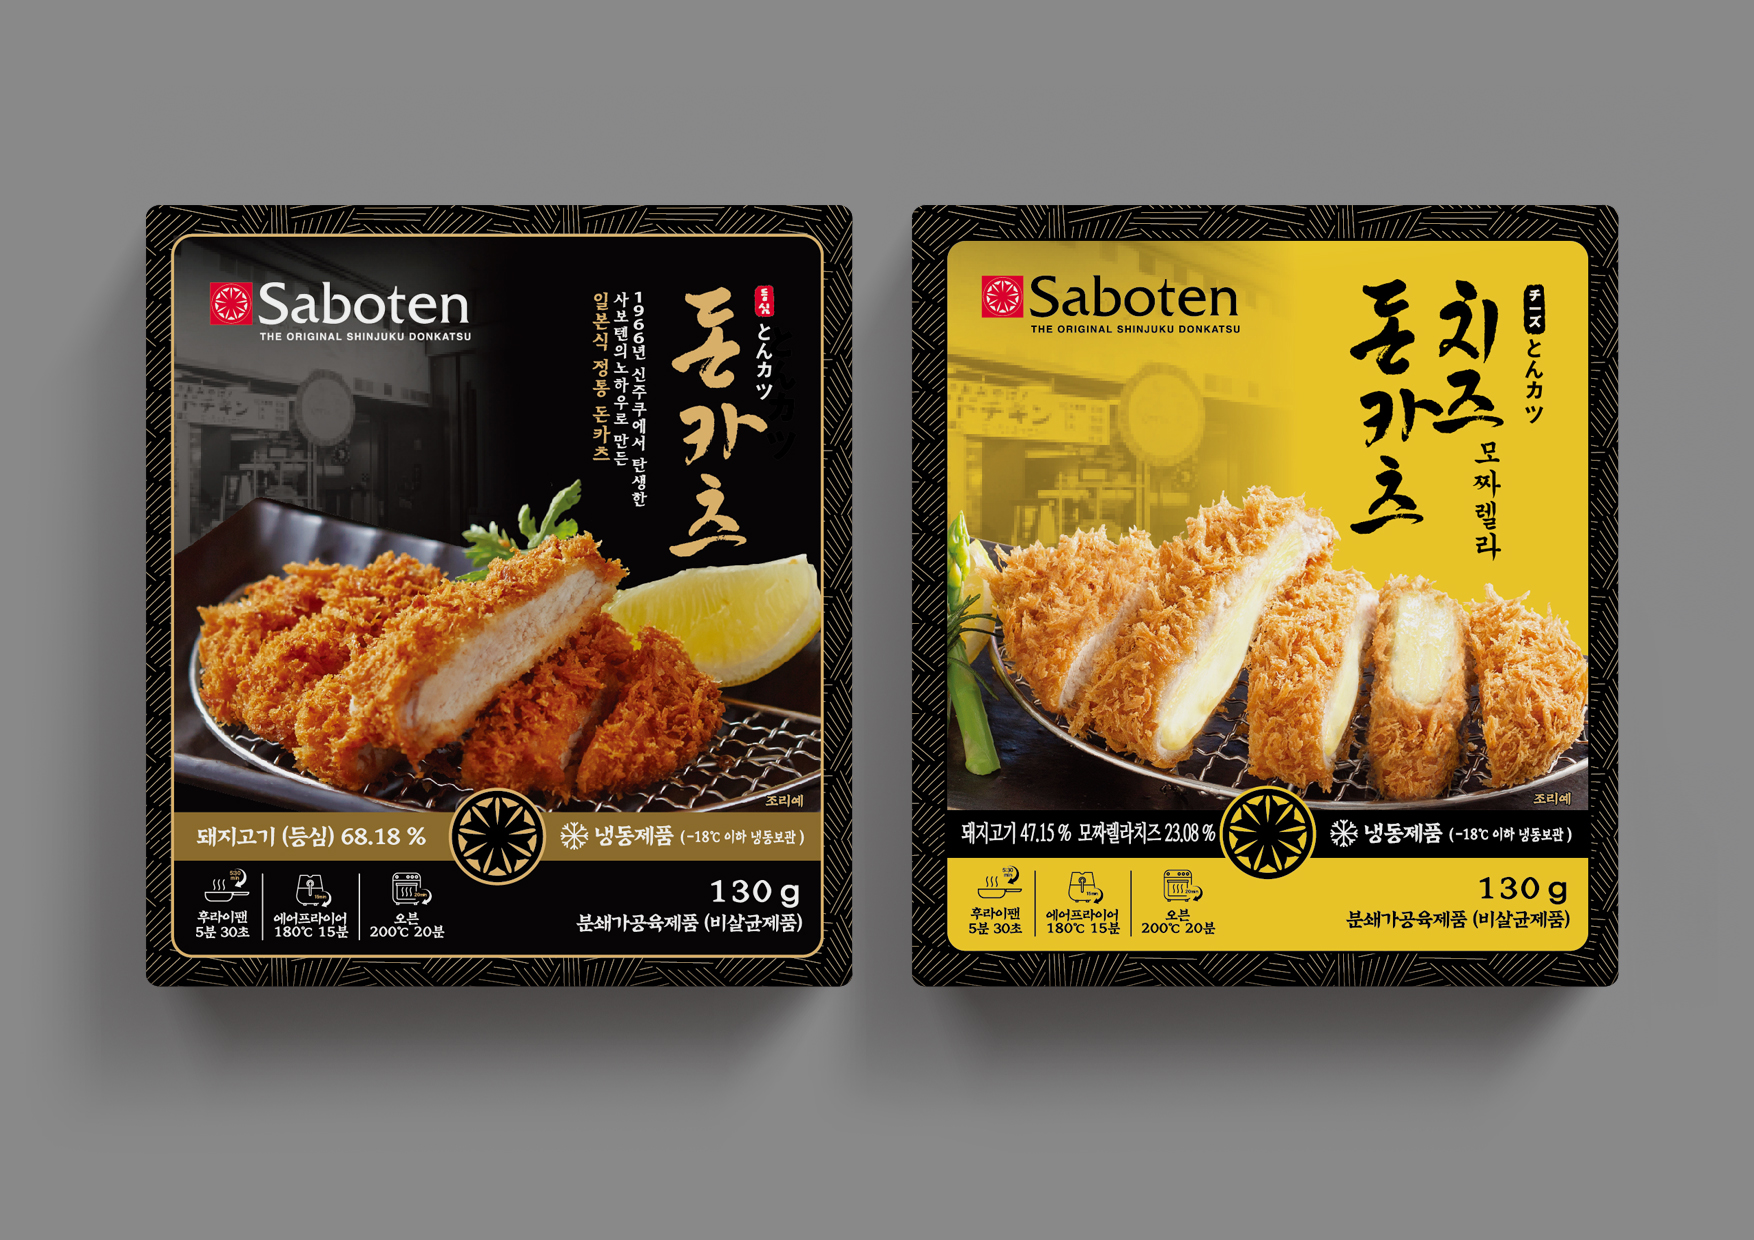 Saboten
THE ORIGINAL SHINJUKU DONKATSU
등심
とんカツ
돈카츠
1966년 신주쿠에서 탄생한
사보텐의 노하우로 만든
일본식 정통 돈카츠
とんカツ
조리예
돼지고기 (등심) 68.18 %
냉동제품 (-18℃ 이하 냉동보관)
후라이팬
5분 30초
에어프라이어
180℃ 15분
오븐
200℃ 20분
130 g
분쇄가공육제품 (비살균제품)
Saboten
THE ORIGINAL SHINJUKU DONKATSU
チーズ
とんカツ
치즈
모짜렐라
돈카츠
조리예
돼지고기 47.15 % 모짜렐라치즈 23.08 %
냉동제품 (-18℃ 이하 냉동보관)
후라이팬
5분 30초
에어프라이어
180℃ 15분
오븐
200℃ 20분
130 g
분쇄가공육제품 (비살균제품)